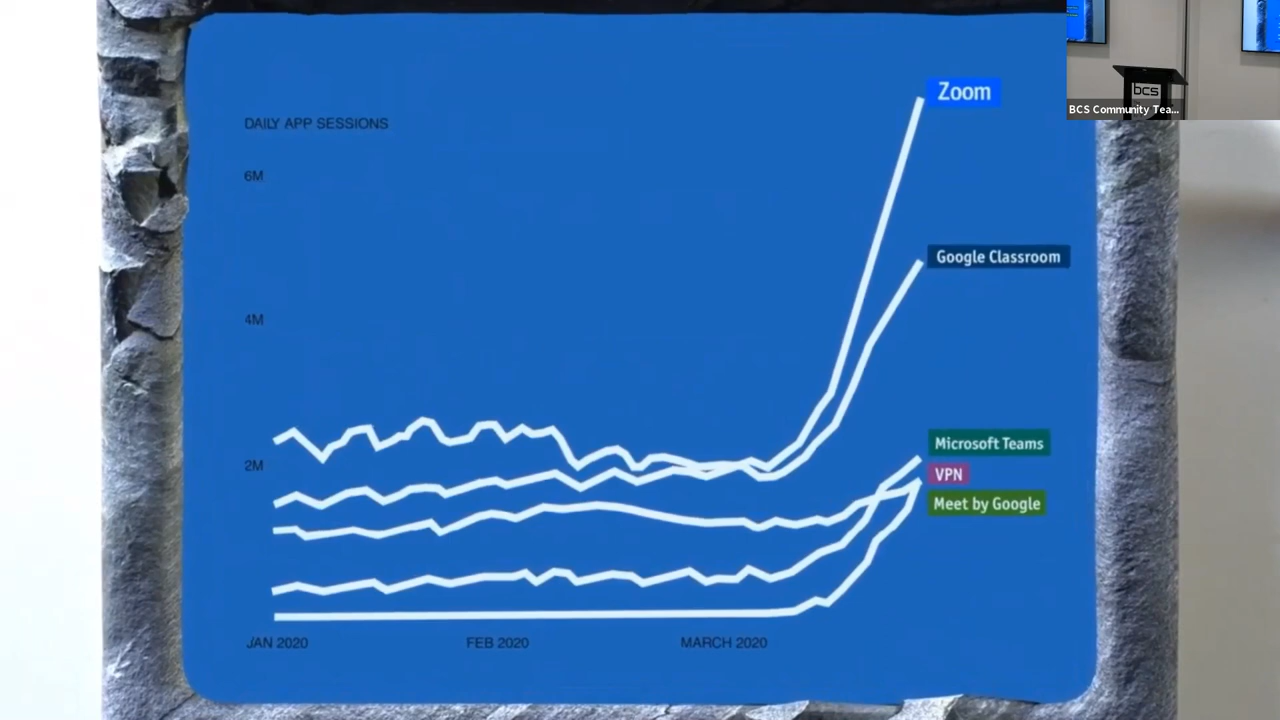 Zoom
bcs
BCS Community Tea...
DAILY APP SESSIONS
6M
Google Classroom
4M
Microsoft Teams
2M
VPN
Meet by Google
JAN 2020
FEB 2020
MARCH 2020